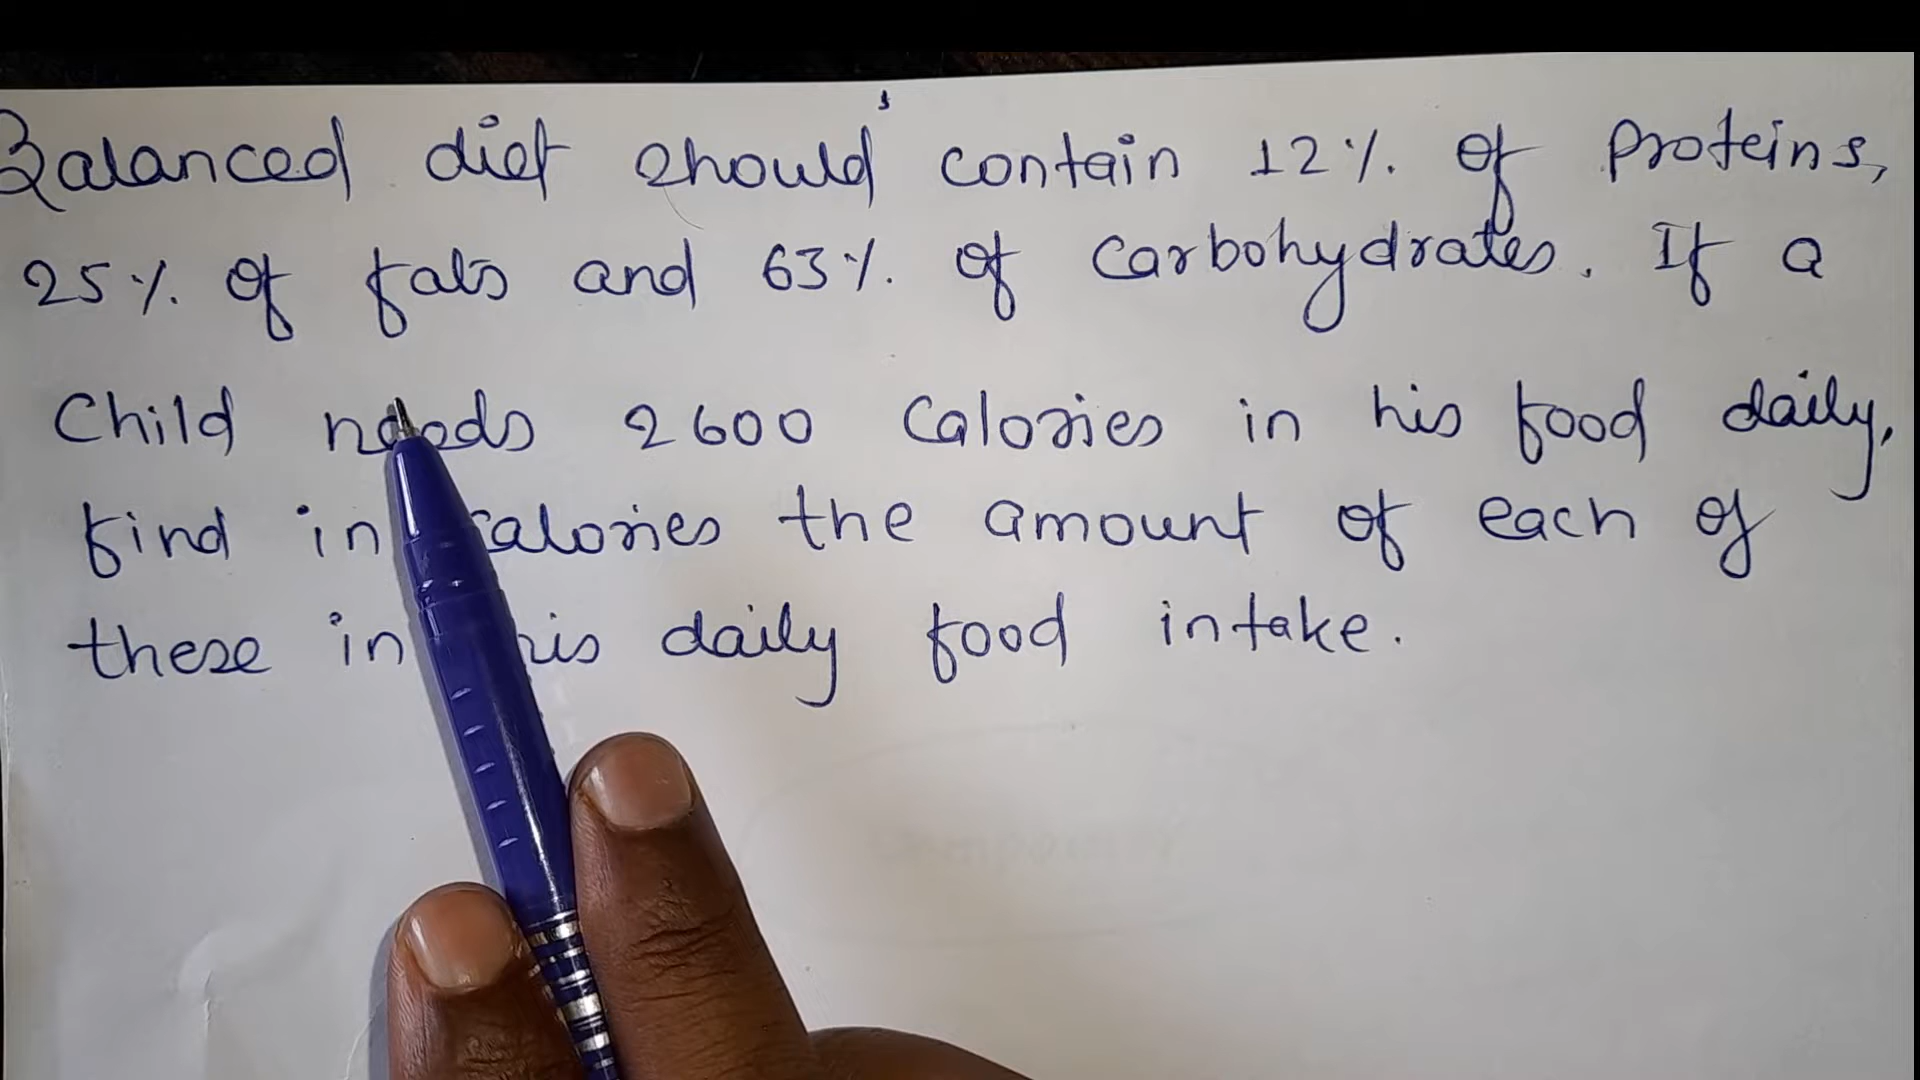 Balanced diet should contain 12% of proteins,
25% of fats and 63% of carbohydrates. If a
Child needs 2600 Calories in his food daily,
find in calories the amount of each of
these in his daily food intake.